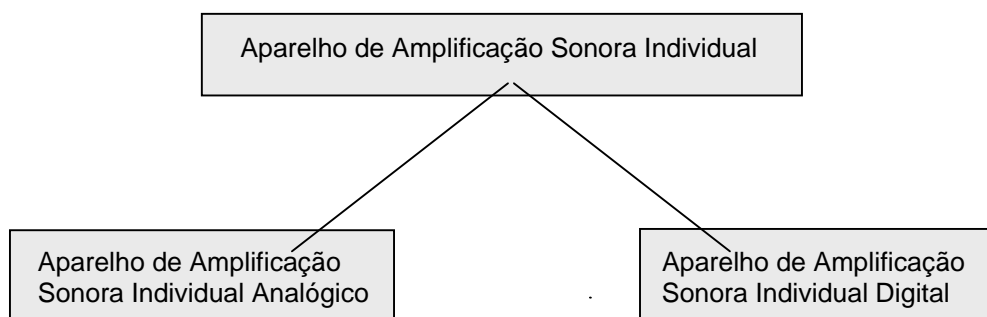 Aparelho de Amplificação Sonora Individual
Aparelho de Amplificação
Sonora Individual Analógico
Aparelho de Amplificação
Sonora Individual Digital